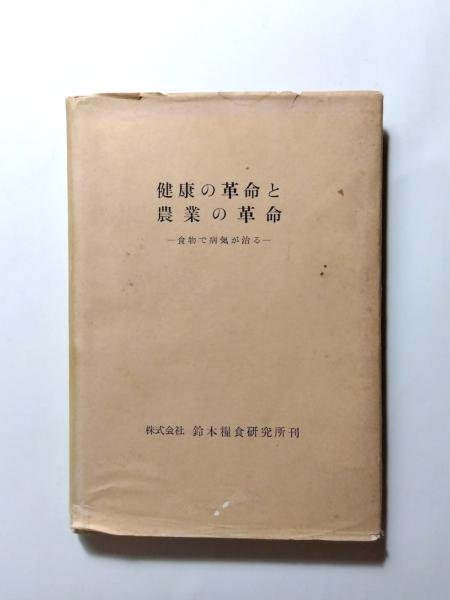 健康の革命と
農業の革命
—食物で病気が治る—
株式会社 鈴木糧食研究所刊